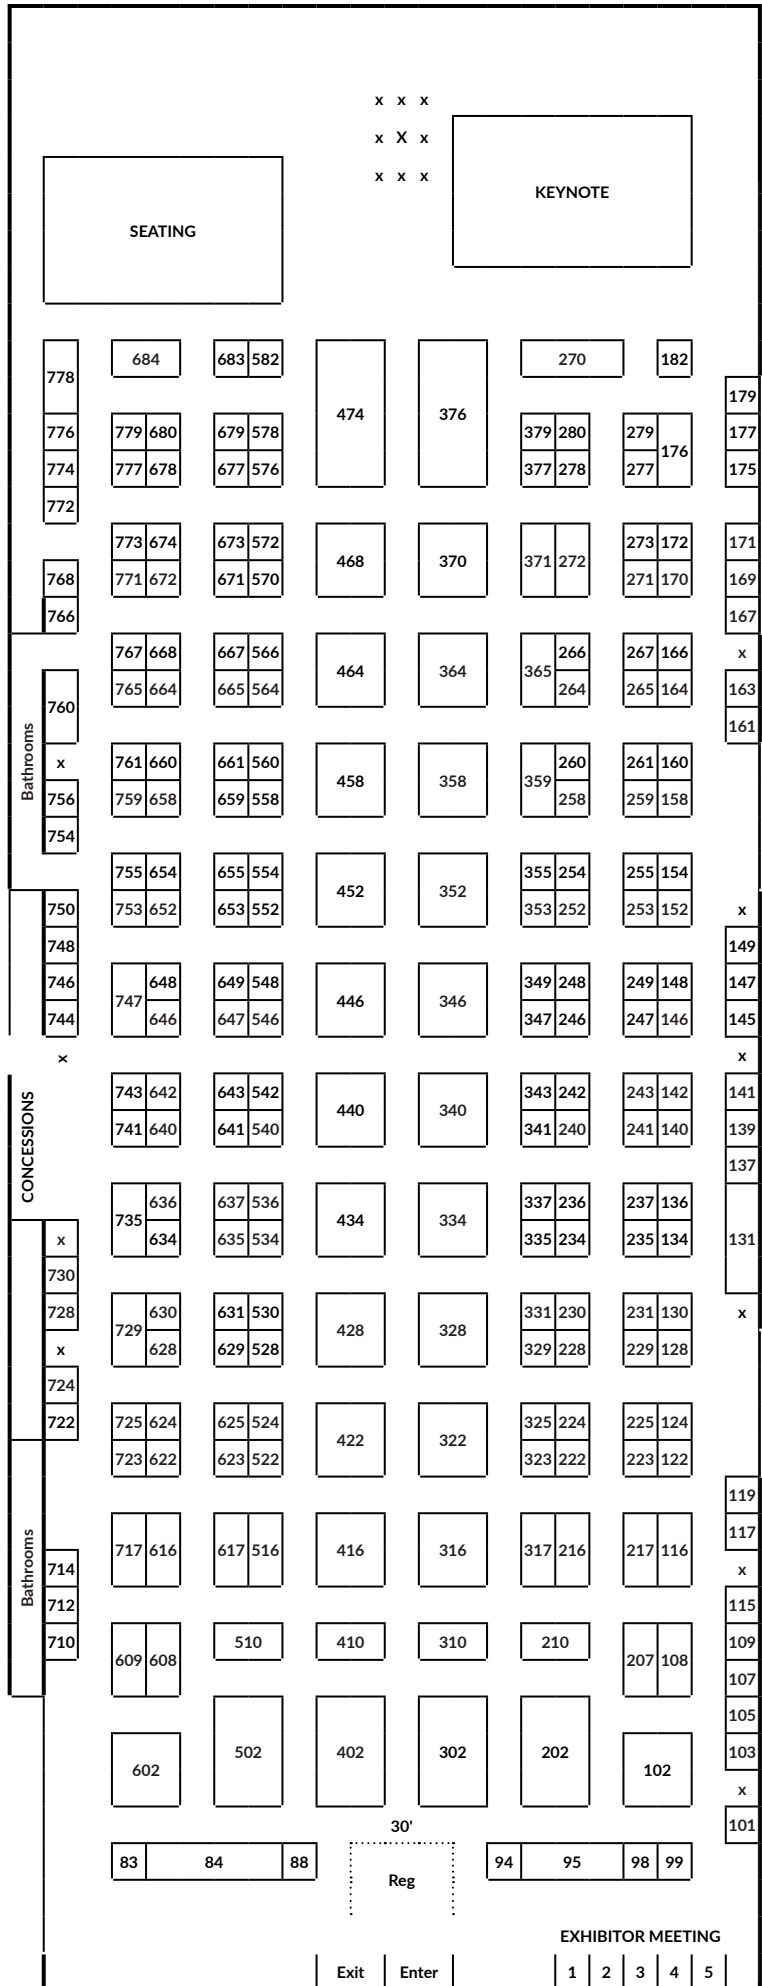 x x x
x X x
x x x
KEYNOTE
SEATING
684 683 582 270 182
778
179
474 376
776 779 680 679 578 379 280 279 177
176
774 777 678 677 576 377 278 277 175
772
773 674 673 572 273 172 171
468 370 371 272
768 771 672 671 570 271 170 169
766 167
767 668 667 566 266 267 166 x
464 364 365
765 664 665 564 264 265 164 163
760
161
Bathrooms
x 761 660 661 560 260 261 160
458 358 359
756 759 658 659 558 258 259 158
754
755 654 655 554 355 254 255 154
452 352
750 753 652 653 552 353 252 253 152 x
748 149
746 648 649 548 349 248 249 148 147
747 446 346
744 646 647 546 347 246 247 146 145
x x
CONCESSIONS
743 642 643 542 343 242 243 142 141
440 340
741 640 641 540 341 240 241 140 139
137
636 637 536 337 236 237 136
735 434 334
x 634 635 534 335 234 235 134 131
730
728 630 631 530 331 230 231 130 x
729 428 328
x 628 629 528 329 228 229 128
724
722 725 624 625 524 325 224 225 124
422 322
723 622 623 522 323 222 223 122
119
117
717 616 617 516 416 316 317 216 217 116
Bathrooms
714 x
712 115
710 510 410 310 210 109
609 608 207 108
107
105
502 402 302 202 103
602 102
x
30' 101
83 84 88 94 95 98 99
Reg
EXHIBITOR MEETING
Exit Enter 1 2 3 4 5